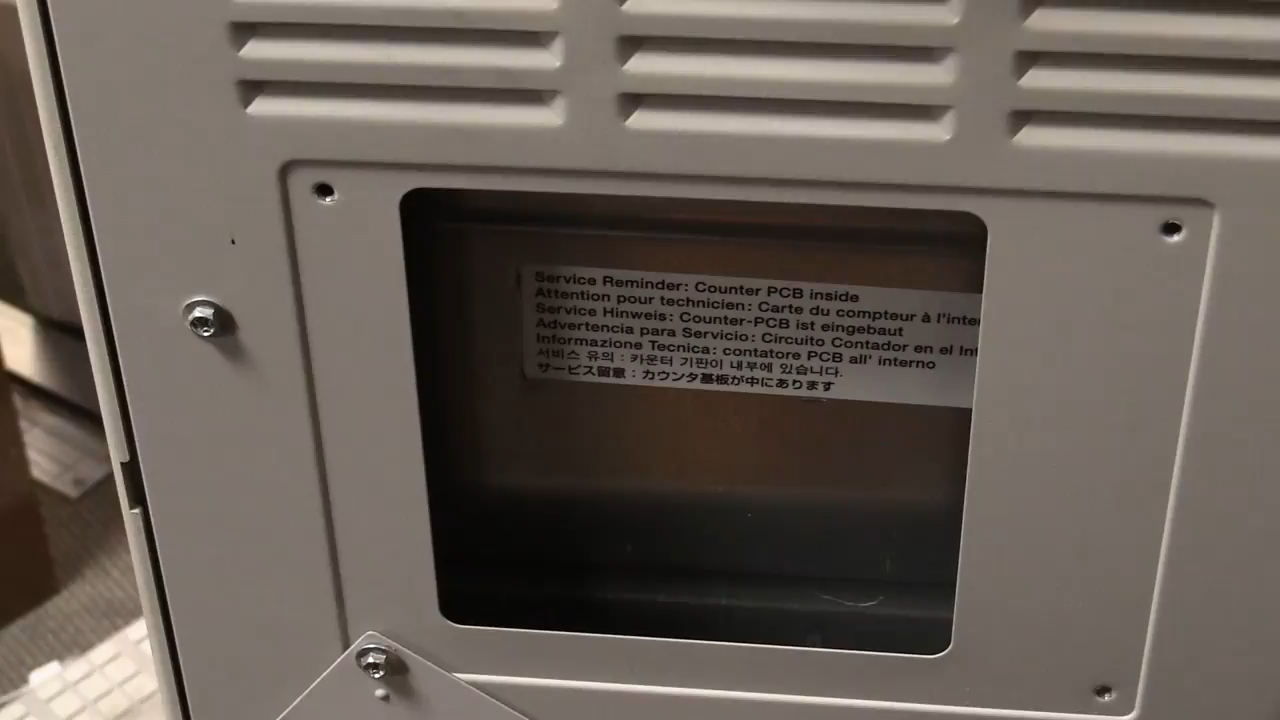 Service Reminder: Counter PCB inside
Attention pour technicien: Carte du compteur à l'inte
Service Hinweis: Counter-PCB ist eingebaut
Advertencia para Servicio: Circuito Contador en el Int
Informazione Tecnica: contatore PCB all' interno
서비스 유의 : 카운터 기판이 내부에 있습니다.
サービス留意：カウンタ基板が中にあります